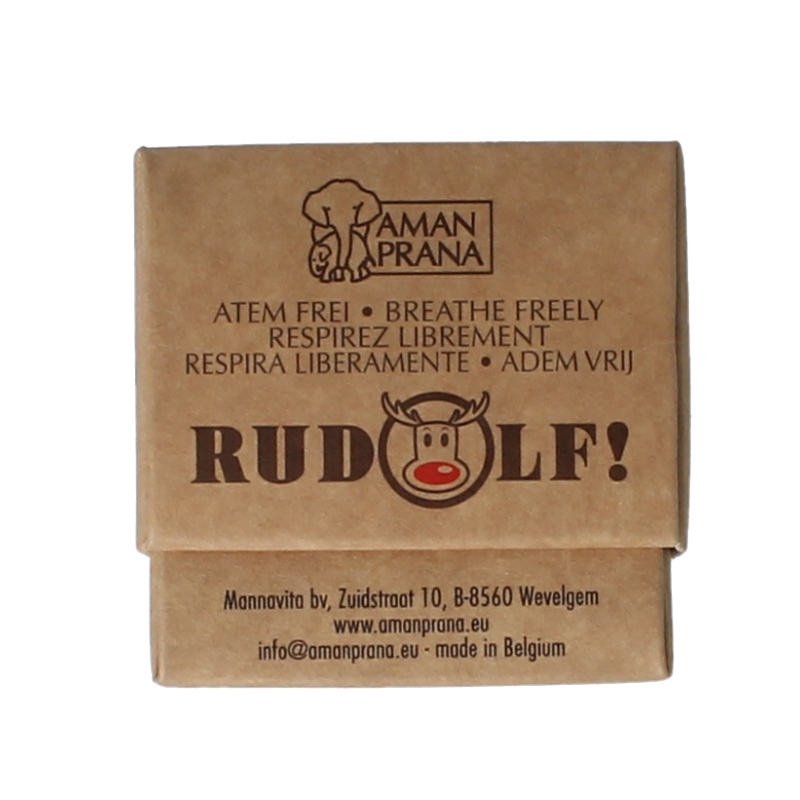 AMAN
PRANA
ATEM FREI • BREATHE FREELY
RESPIREZ LIBREMENT
RESPIRA LIBERAMENTE • ADEM VRIJ
RUDOLF!
Mannavita bv, Zuidstraat 10, B-8560 Wevelgem
www.amanprana.eu
info@amanprana.eu - made in Belgium